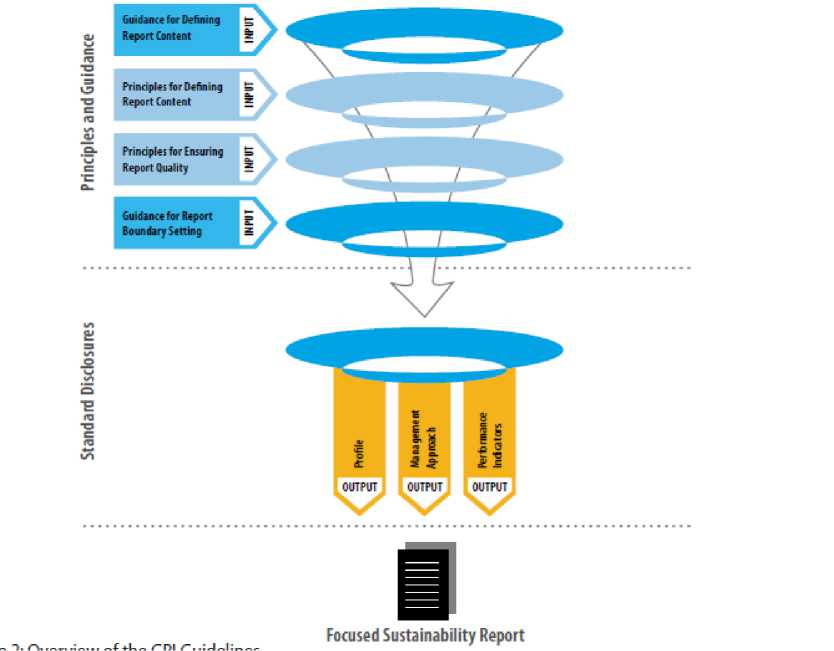 Principles and Guidance
Guidance for Defining
Report Content
INPUT
Principles for Defining
Report Content
INPUT
Principles for Ensuring
Report Quality
INPUT
Guidance for Report
Boundary Setting
INPUT
Standard Disclosures
Profile
OUTPUT
Management
Approach
OUTPUT
Performance
Indicators
OUTPUT
Focused Sustainability Report
2: Overview of the GRI Guidelines